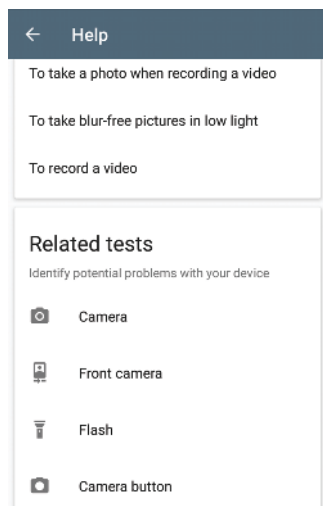 Help
To take a photo when recording a video
To take blur-free pictures in low light
To record a video
Related tests
Identify potential problems with your device
Camera
Front camera
Flash
Camera button